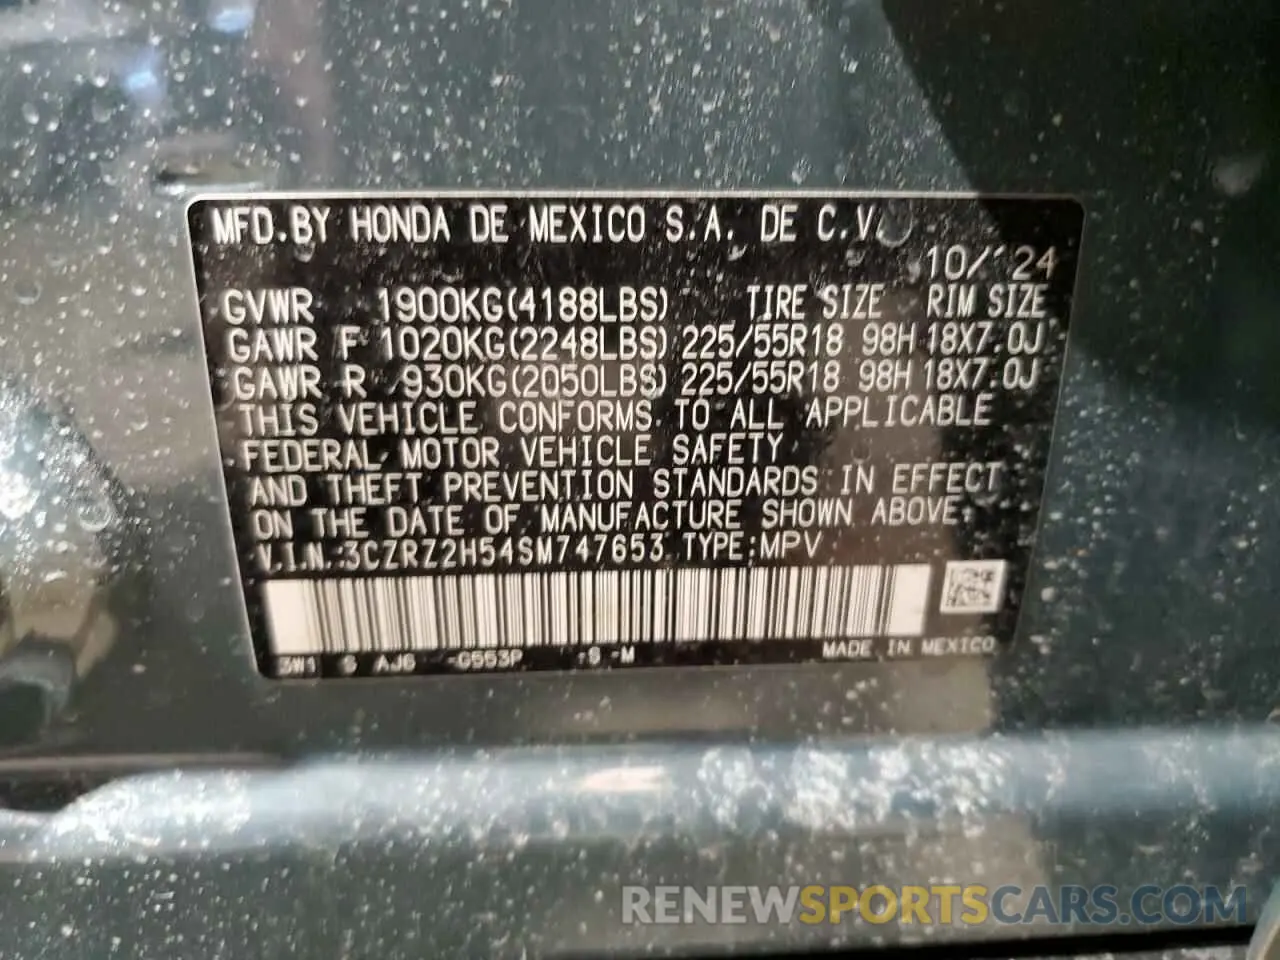 MFD.BY HONDA DE MEXICO S.A. DE C.V.
10/'24
GVWR 1900KG(4188LBS) TIRE SIZE RIM SIZE
GAWR F 1020KG(2248LBS) 225/55R18 98H 18X7.0J
GAWR R 930KG(2050LBS) 225/55R18 98H 18X7.0J
THIS VEHICLE CONFORMS TO ALL APPLICABLE
FEDERAL MOTOR VEHICLE SAFETY
AND THEFT PREVENTION STANDARDS IN EFFECT
ON THE DATE OF MANUFACTURE SHOWN ABOVE.
V.I.N.:3CZRZ2H54SM747653 TYPE:MPV
3W1 S AJ6 -G553P -S -M MADE IN MEXICO
RENEWSPORTSCARS.COM